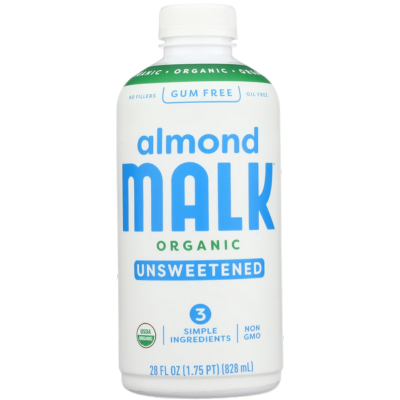 ORGANIC • ORGANIC • ORGANIC
NO FILLERS
GUM FREE
OIL FREE
almond
MALK
ORGANIC
UNSWEETENED
USDA
ORGANIC
3
SIMPLE
INGREDIENTS
NON
GMO
28 FL OZ (1.75 PT) (828 mL)